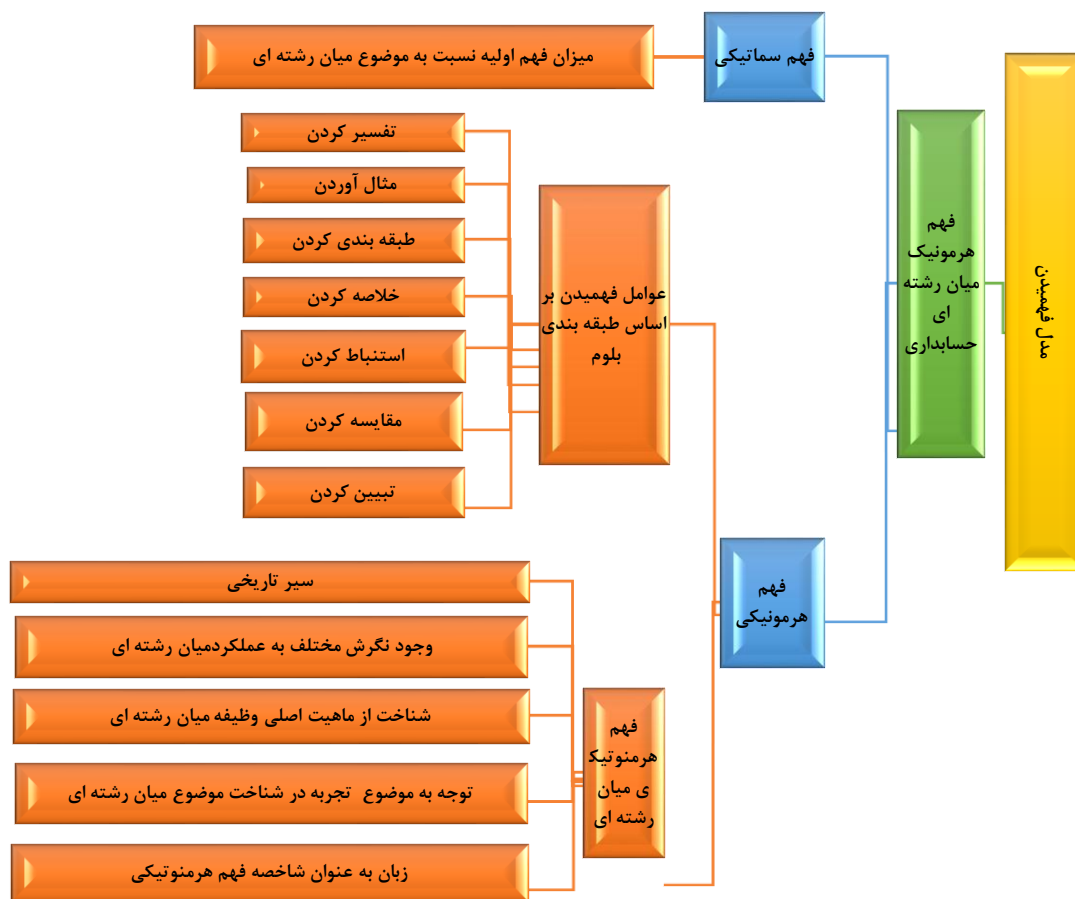 مدل فهمیدن
فهم
هرمونیک
میان رشته
ای
حسابداری
فهم سماتیکی
میزان فهم اولیه نسبت به موضوع میان رشته ای
فهم
هرمونیکی
عوامل فهمیدن بر
اساس طبقه بندی
بلوم
تفسیر کردن
مثال آوردن
طبقه بندی کردن
خلاصه کردن
استنباط کردن
مقایسه کردن
تبیین کردن
فهم
هرمنوتیک
ی میان
رشته ای
سیر تاریخی
وجود نگرش مختلف به عملکردمیان رشته ای
شناخت از ماهیت اصلی وظیفه میان رشته ای
توجه به موضوع تجربه در شناخت موضوع میان رشته ای
زبان به عنوان شاخصه فهم هرمنوتیکی